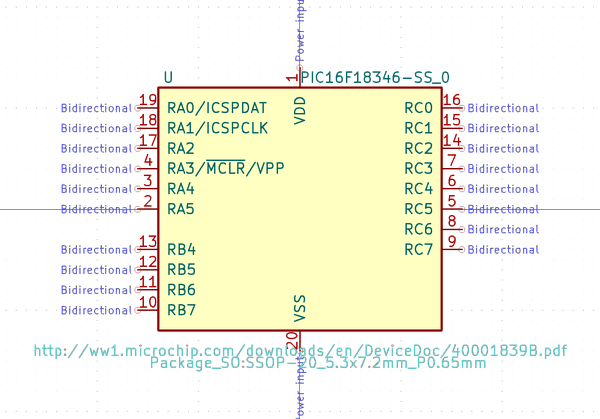 Power input
U PIC16F18346-SS_0
1
VDD
Bidirectional 19 RA0/ICSPDAT RC0 16 Bidirectional
Bidirectional 18 RA1/ICSPCLK RC1 15 Bidirectional
Bidirectional 17 RA2 RC2 14 Bidirectional
Bidirectional 4 RA3/MCLR/VPP RC3 7 Bidirectional
Bidirectional 3 RA4 RC4 6 Bidirectional
Bidirectional 2 RA5 RC5 5 Bidirectional
RC6 8 Bidirectional
Bidirectional 13 RB4 RC7 9 Bidirectional
Bidirectional 12 RB5
Bidirectional 11 RB6
Bidirectional 10 RB7
VSS
20
http://ww1.microchip.com/downloads/en/DeviceDoc/40001839B.pdf
Package_SO:SSOP-20_5.3x7.2mm_P0.65mm
Power input